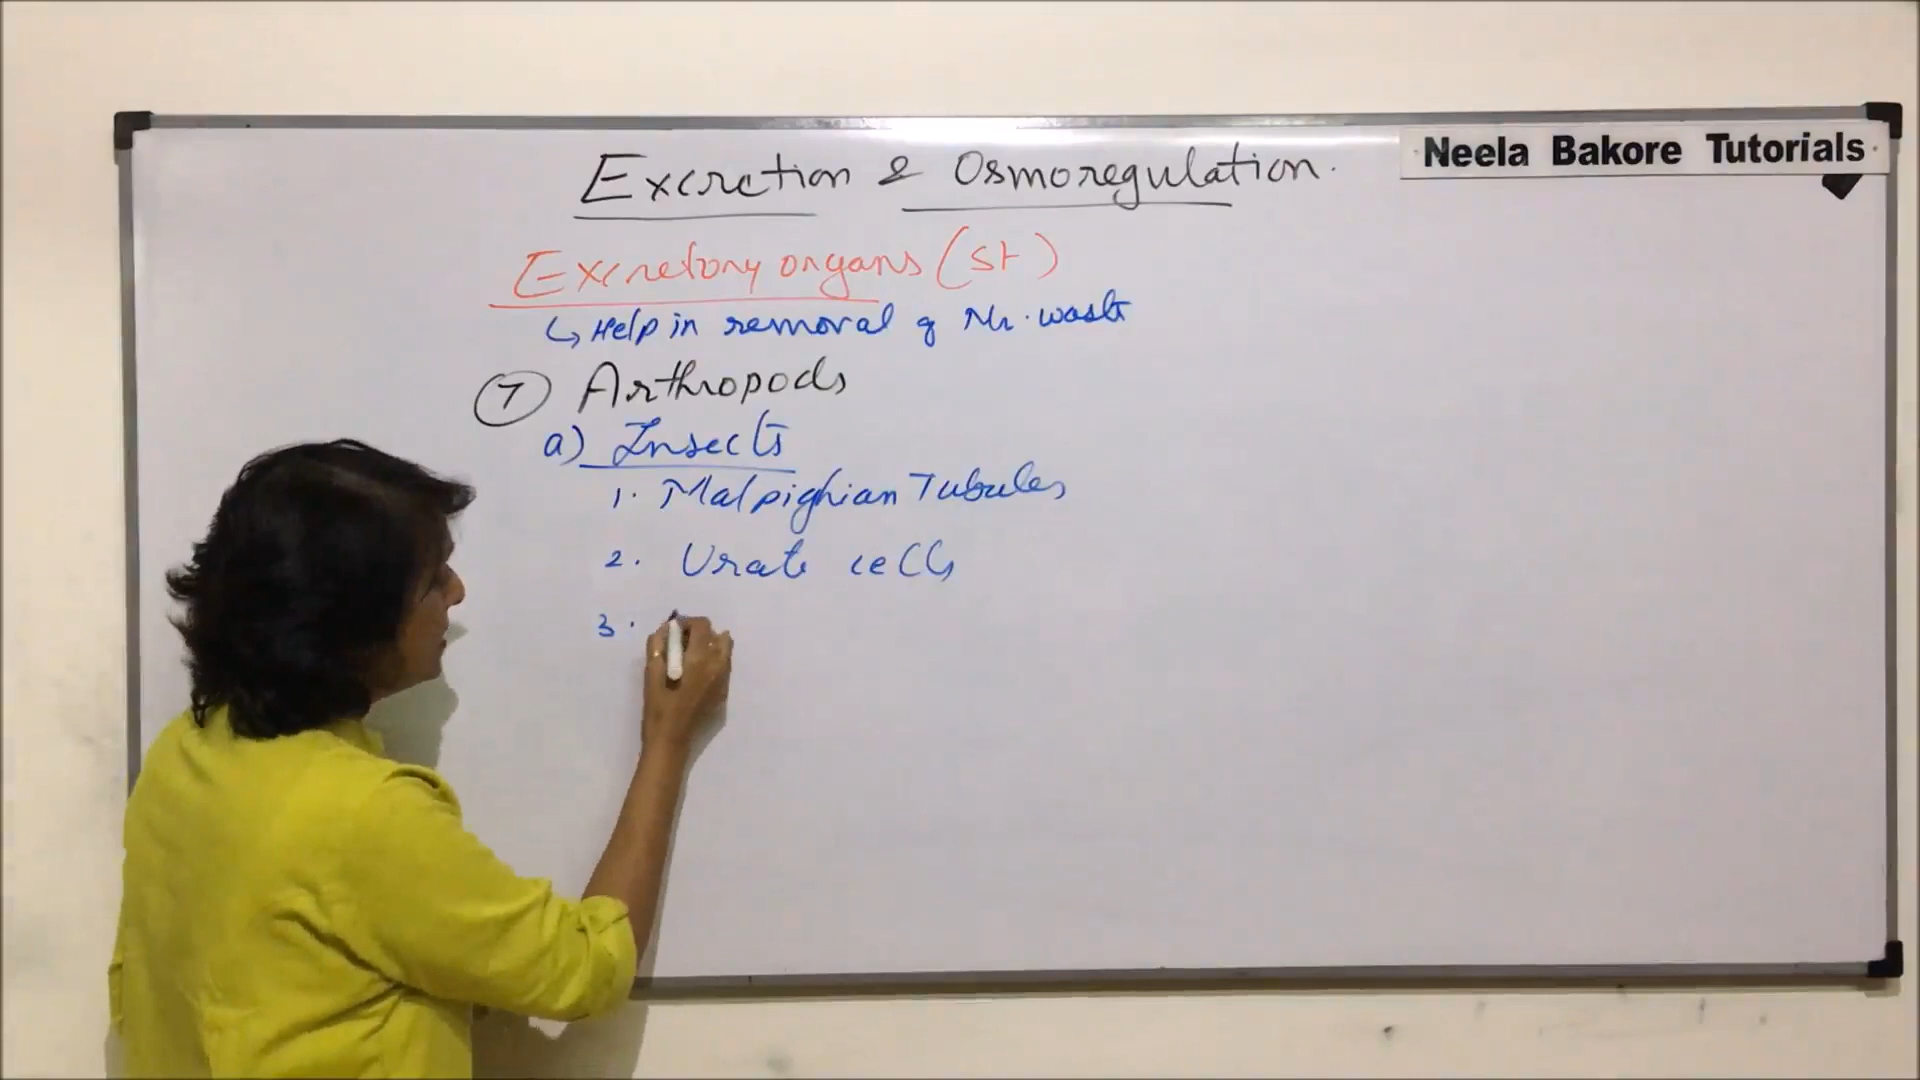 Neela Bakore Tutorials
Excretion & Osmoregulation.
Excretory organs (St)
↳ Help in removal of Nr. waste
7 Arthropods
a) Insects
1. Malpighian Tubules
2. Urate cells
3.